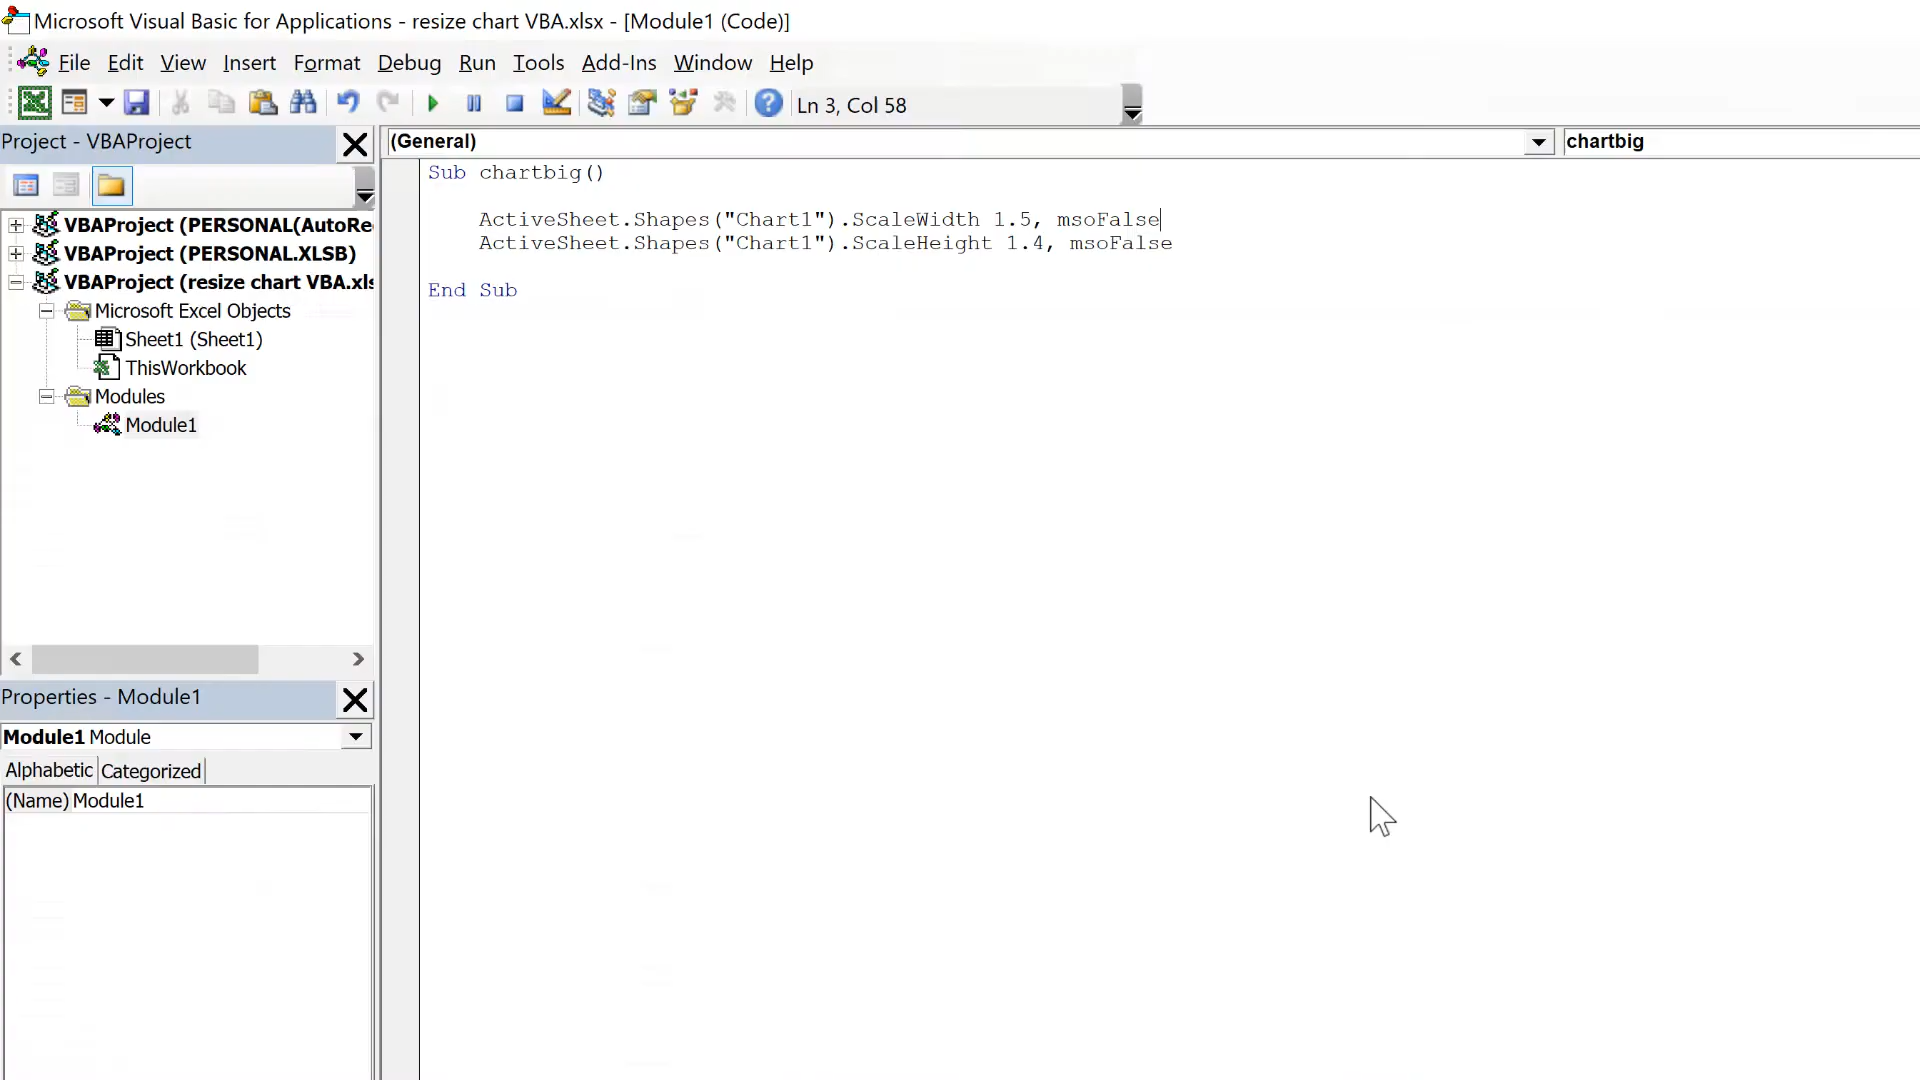 Microsoft Visual Basic for Applications - resize chart VBA.xlsx - [Module1 (Code)]
File Edit View Insert Format Debug Run Tools Add-Ins Window Help
Ln 3, Col 58
Project - VBAProject
(General)
chartbig
VBAProject (PERSONAL(AutoRe
VBAProject (PERSONAL.XLSB)
VBAProject (resize chart VBA.xls
Microsoft Excel Objects
Sheet1 (Sheet1)
ThisWorkbook
Modules
Module1
Sub chartbig()
ActiveSheet.Shapes("Chart1").ScaleWidth 1.5, msoFalse
ActiveSheet.Shapes("Chart1").ScaleHeight 1.4, msoFalse
End Sub
Properties - Module1
Module1 Module
Alphabetic Categorized
(Name) Module1